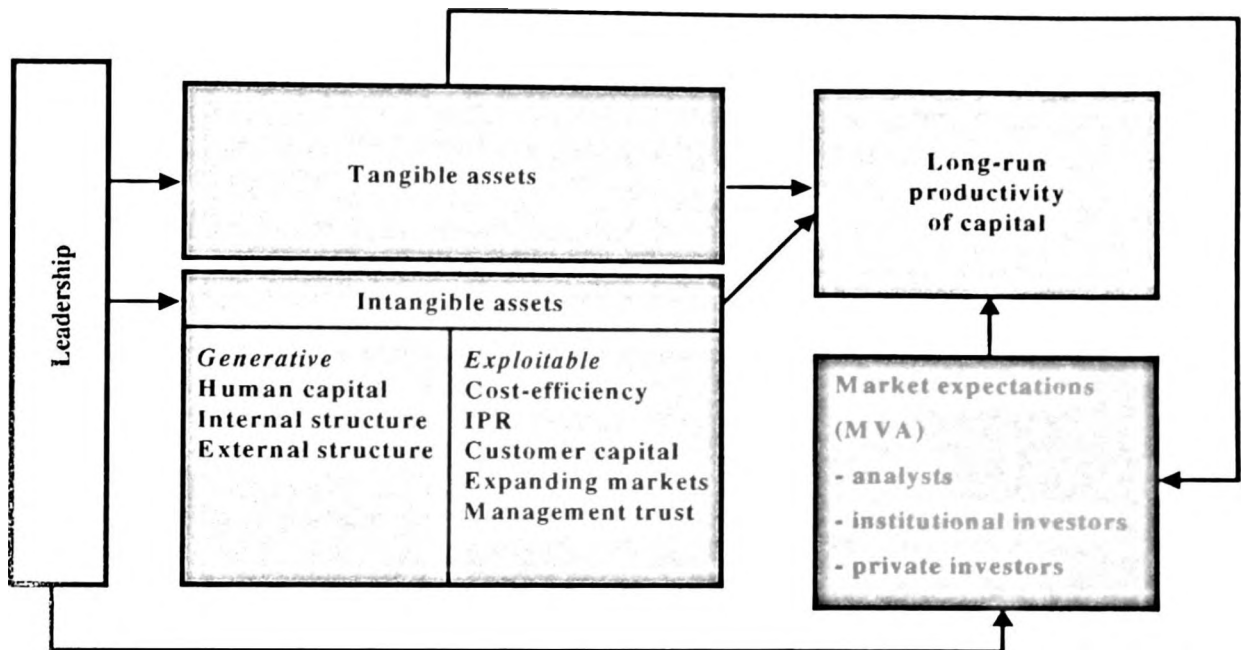 Leadership
Tangible assets
Intangible assets
Generative
Human capital
Internal structure
External structure
Exploitable
Cost-efficiency
IPR
Customer capital
Expanding markets
Management trust
Long-run
productivity
of capital
Market expectations
(MVA)
- analysts
- institutional investors
- private investors